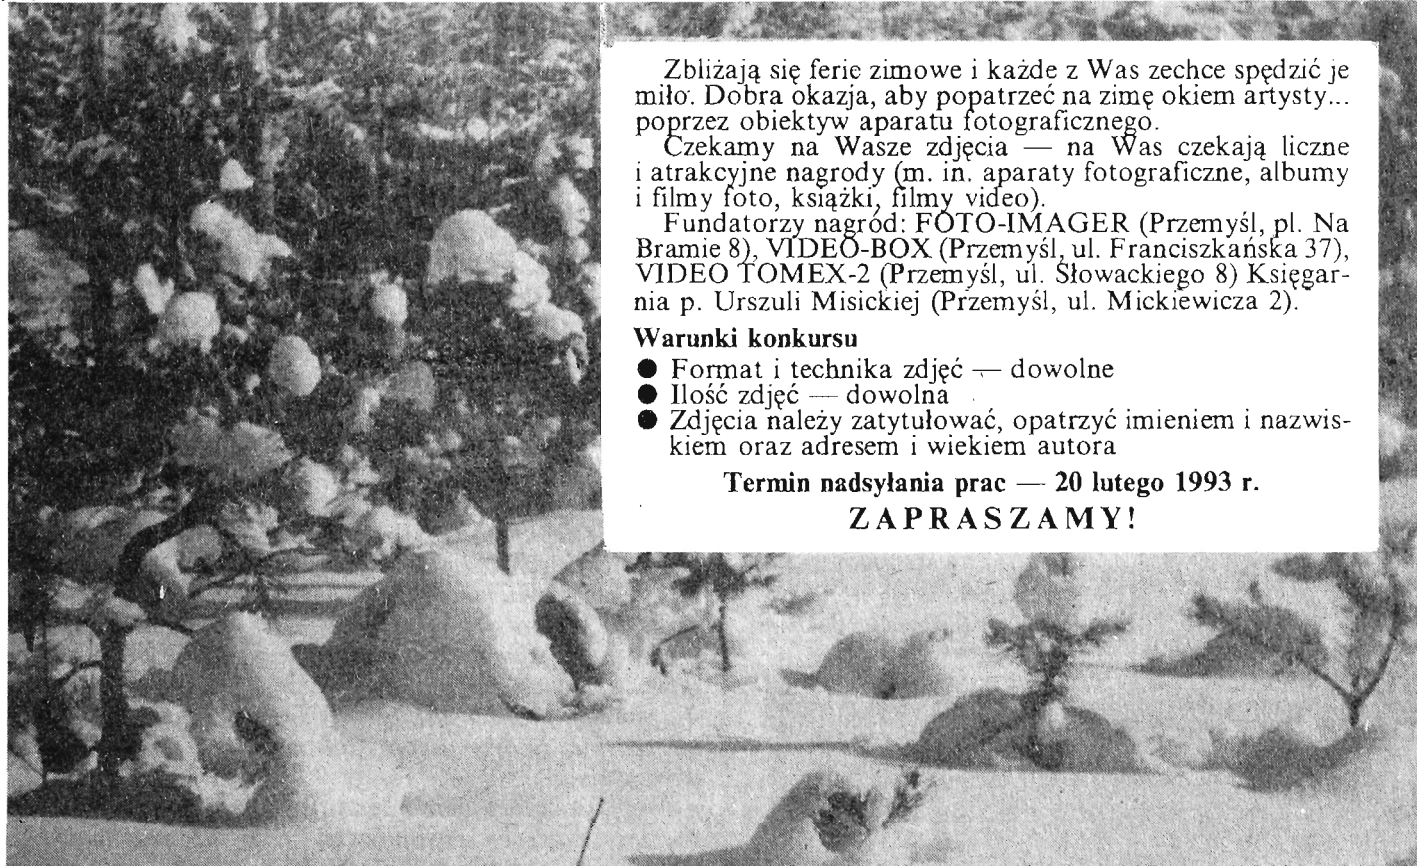 Zbliżają się ferie zimowe i każde z Was zechce spędzić je
miło. Dobra okazja, aby popatrzeć na zimę okiem artysty...
poprzez obiektyw aparatu fotograficznego.
Czekamy na Wasze zdjęcia — na Was czekają liczne
i atrakcyjne nagrody (m. in. aparaty fotograficzne, albumy
i filmy foto, książki, filmy video).
Fundatorzy nagród: FOTO-IMAGER (Przemyśl, pl. Na
Bramie 8), VIDEO-BOX (Przemyśl, ul. Franciszkańska 37),
VIDEO TOMEX-2 (Przemyśl, ul. Słowackiego 8) Księgar-
nia p. Urszuli Misickiej (Przemyśl, ul. Mickiewicza 2).
Warunki konkursu
● Format i technika zdjęć — dowolne
● Ilość zdjęć — dowolna
● Zdjęcia należy zatytułować, opatrzyć imieniem i nazwis-
kiem oraz adresem i wiekiem autora
Termin nadsyłania prac — 20 lutego 1993 r.
ZAPRASZAMY!